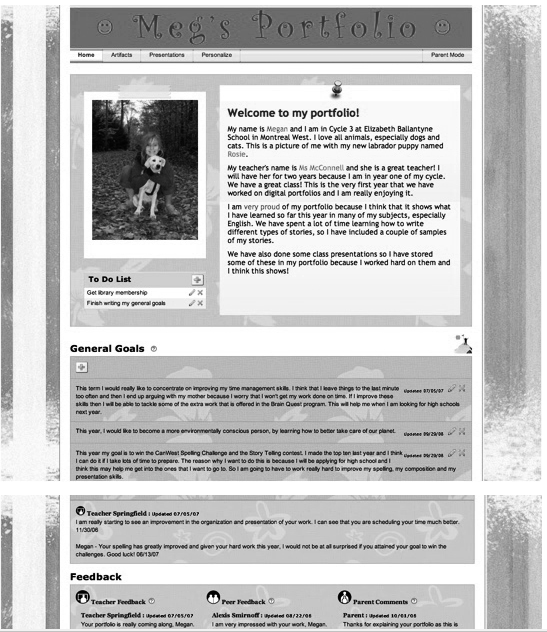 Meg's Portfolio
Home Artifacts Presentations Personalize Parent Mode
Welcome to my portfolio!
My name is Megan and I am in Cycle 3 at Elizabeth Ballantyne
School in Montreal West. I love all animals, especially dogs and
cats. This is a picture of me with my new labrador puppy named
Rosie.
My teacher's name is Ms McConnell and she is a great teacher! I
will have her for two years because I am in year one of my cycle.
We have a great class! This is the very first year that we have
worked on digital portfolios and I am really enjoying it.
I am very proud of my portfolio because I think that it shows what
I have learned so far this year in many of my subjects, especially
English. We have spent a lot of time learning how to write
different types of stories, so I have included a couple of samples
of my stories.
We have also done some class presentations so I have stored
some of these in my portfolio because I worked hard on them and
I think this shows!
To Do List
Get library membership
Finish writing my general goals
General Goals
This term I would really like to concentrate on improving my time management skills. I think that I leave things to the last minute
Updated 07/05/07
too often and then I end up arguing with my mother because I worry that I won't get my work done on time. If I improve these
skills then I will be able to tackle some of the extra work that is offered in the Brain Quest program. This will help me when I am looking for high schools
next year.
This year, I would like to become a more environmentally conscious person, by learning how to better take care of our planet.
Updated 09/20/06
This year my goal is to win the CanWest Spelling Challenge and the Story Telling contest. I made the top ten last year and I think
Updated 09/20/06
I can do it if I take lots of time to prepare. The reason why I want to do this is because I will be applying for high school and I
think this may help me get into the ones that I want to go to. So I am going to have to work really hard to improve my spelling, my composition and my
presentation skills.
Teacher Springfield : Updated 07/05/07
I am really starting to see an improvement in the organization and presentation of your work. I can see that you are scheduling your time much better.
11/30/06
Megan - Your spelling has greatly improved and given your hard work this year, I would not be at all surprised if you attained your goal to win the
challenges. Good luck! 06/13/07
Feedback
Teacher Feedback Peer Feedback Parent Comments
Teacher Springfield : Updated 07/05/07
Your portfolio is really coming along, Megan.
Alexis Smirnoff : Updated 08/22/06
I am very impressed with your work, Megan.
Parent : Updated 10/01/06
Thanks for explaining your portfolio as this is